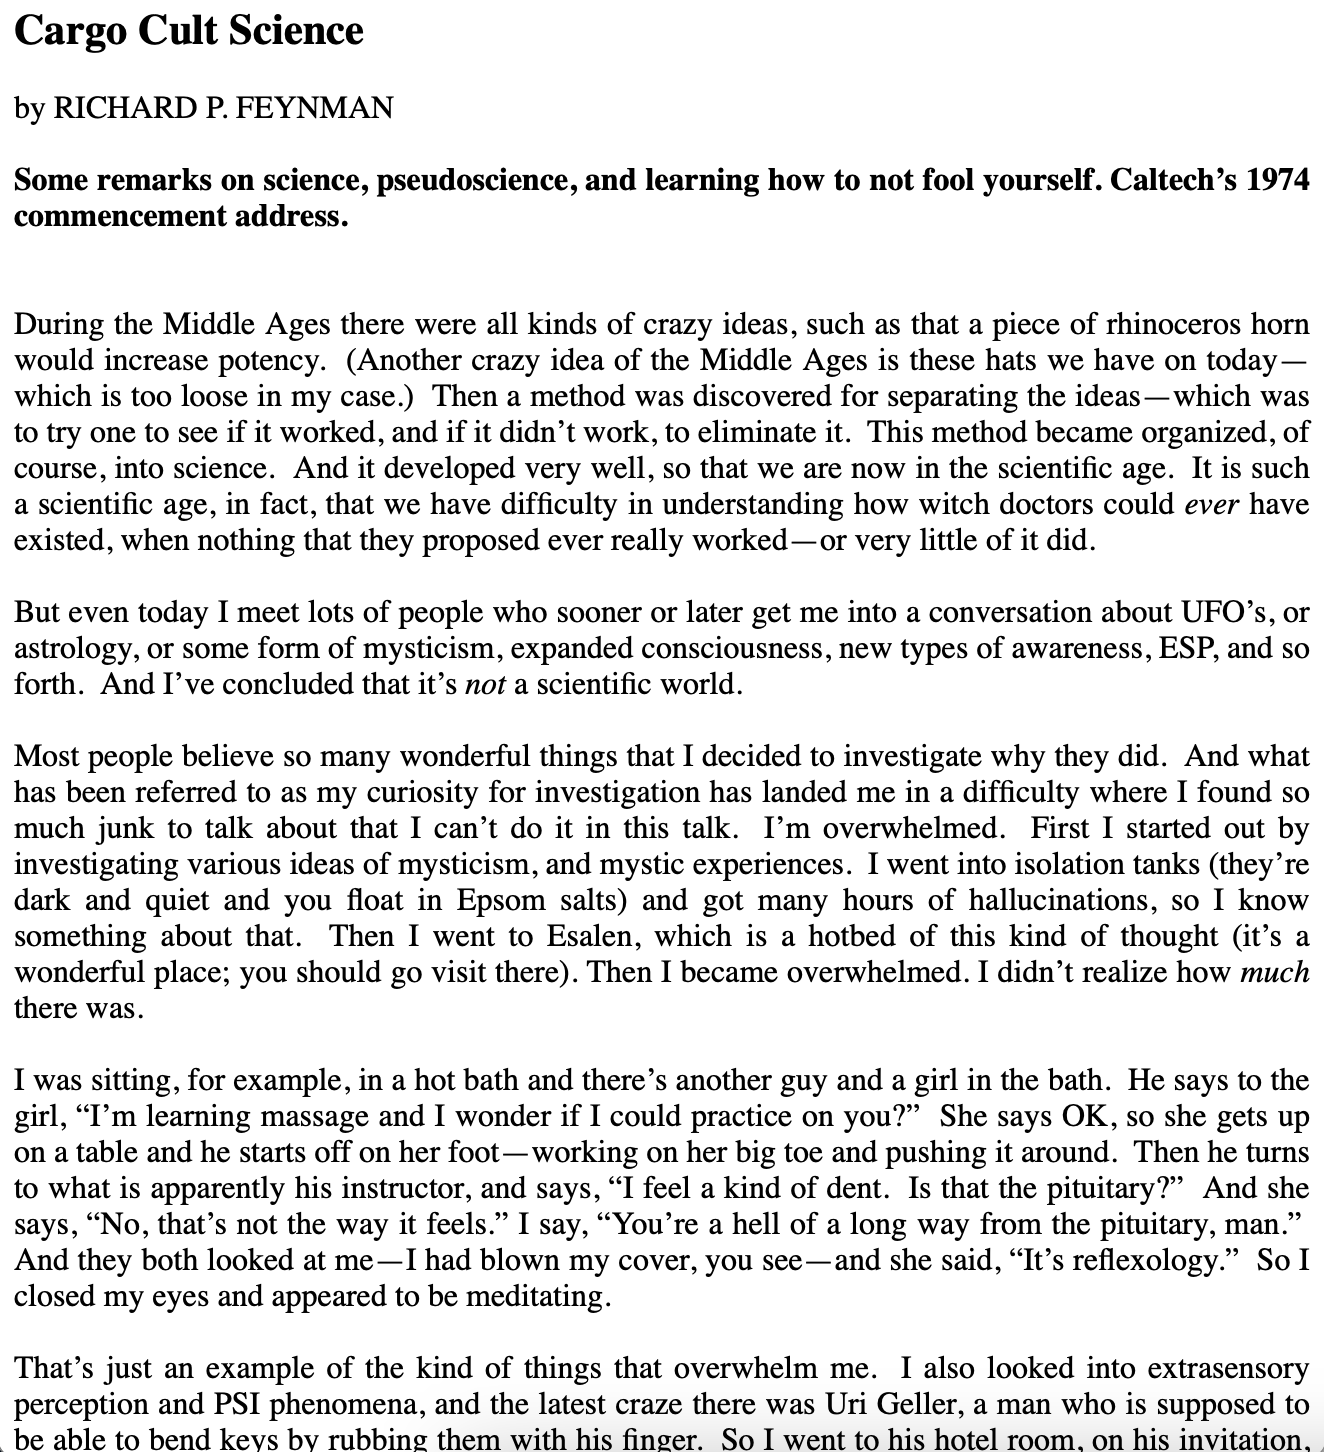 Cargo Cult Science
by RICHARD P. FEYNMAN
Some remarks on science, pseudoscience, and learning how to not fool yourself. Caltech’s 1974
commencement address.
During the Middle Ages there were all kinds of crazy ideas, such as that a piece of rhinoceros horn
would increase potency.  (Another crazy idea of the Middle Ages is these hats we have on today—
which is too loose in my case.)  Then a method was discovered for separating the ideas—which was
to try one to see if it worked, and if it didn’t work, to eliminate it.  This method became organized, of
course, into science.  And it developed very well, so that we are now in the scientific age.  It is such
a scientific age, in fact, that we have difficulty in understanding how witch doctors could ever have
existed, when nothing that they proposed ever really worked—or very little of it did.
But even today I meet lots of people who sooner or later get me into a conversation about UFO’s, or
astrology, or some form of mysticism, expanded consciousness, new types of awareness, ESP, and so
forth.  And I’ve concluded that it’s not a scientific world.
Most people believe so many wonderful things that I decided to investigate why they did.  And what
has been referred to as my curiosity for investigation has landed me in a difficulty where I found so
much junk to talk about that I can’t do it in this talk.  I’m overwhelmed.  First I started out by
investigating various ideas of mysticism, and mystic experiences.  I went into isolation tanks (they’re
dark and quiet and you float in Epsom salts) and got many hours of hallucinations, so I know
something about that.  Then I went to Esalen, which is a hotbed of this kind of thought (it’s a
wonderful place; you should go visit there). Then I became overwhelmed. I didn’t realize how much
there was.
I was sitting, for example, in a hot bath and there’s another guy and a girl in the bath.  He says to the
girl, “I’m learning massage and I wonder if I could practice on you?”  She says OK, so she gets up
on a table and he starts off on her foot—working on her big toe and pushing it around.  Then he turns
to what is apparently his instructor, and says, “I feel a kind of dent.  Is that the pituitary?”  And she
says, “No, that’s not the way it feels.” I say, “You’re a hell of a long way from the pituitary, man.”
And they both looked at me—I had blown my cover, you see—and she said, “It’s reflexology.”  So I
closed my eyes and appeared to be meditating.
That’s just an example of the kind of things that overwhelm me.  I also looked into extrasensory
perception and PSI phenomena, and the latest craze there was Uri Geller, a man who is supposed to
be able to bend keys by rubbing them with his finger.  So I went to his hotel room, on his invitation,